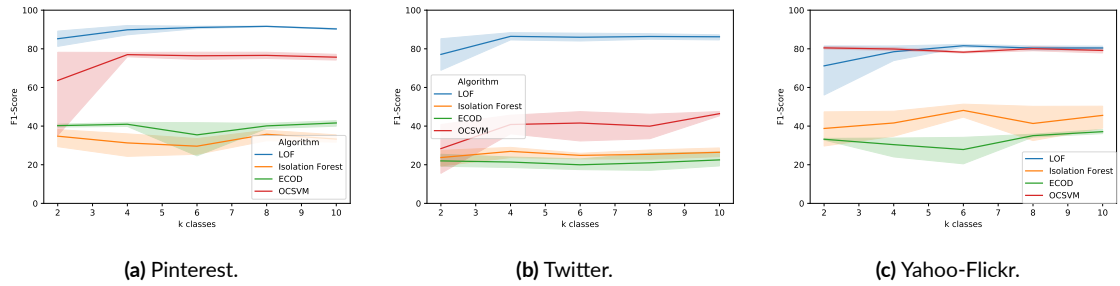 100
80
60
40
20
0
F1-Score
2 3 4 5 6 7 8 9 10
k classes
Algorithm
LOF
Isolation Forest
ECOD
OCSVM
(a) Pinterest.
100
80
60
40
20
0
F1-Score
2 3 4 5 6 7 8 9 10
k classes
Algorithm
LOF
Isolation Forest
ECOD
OCSVM
(b) Twitter.
100
80
60
40
20
0
F1-Score
2 3 4 5 6 7 8 9 10
k classes
LOF
Isolation Forest
ECOD
OCSVM
(c) Yahoo-Flickr.